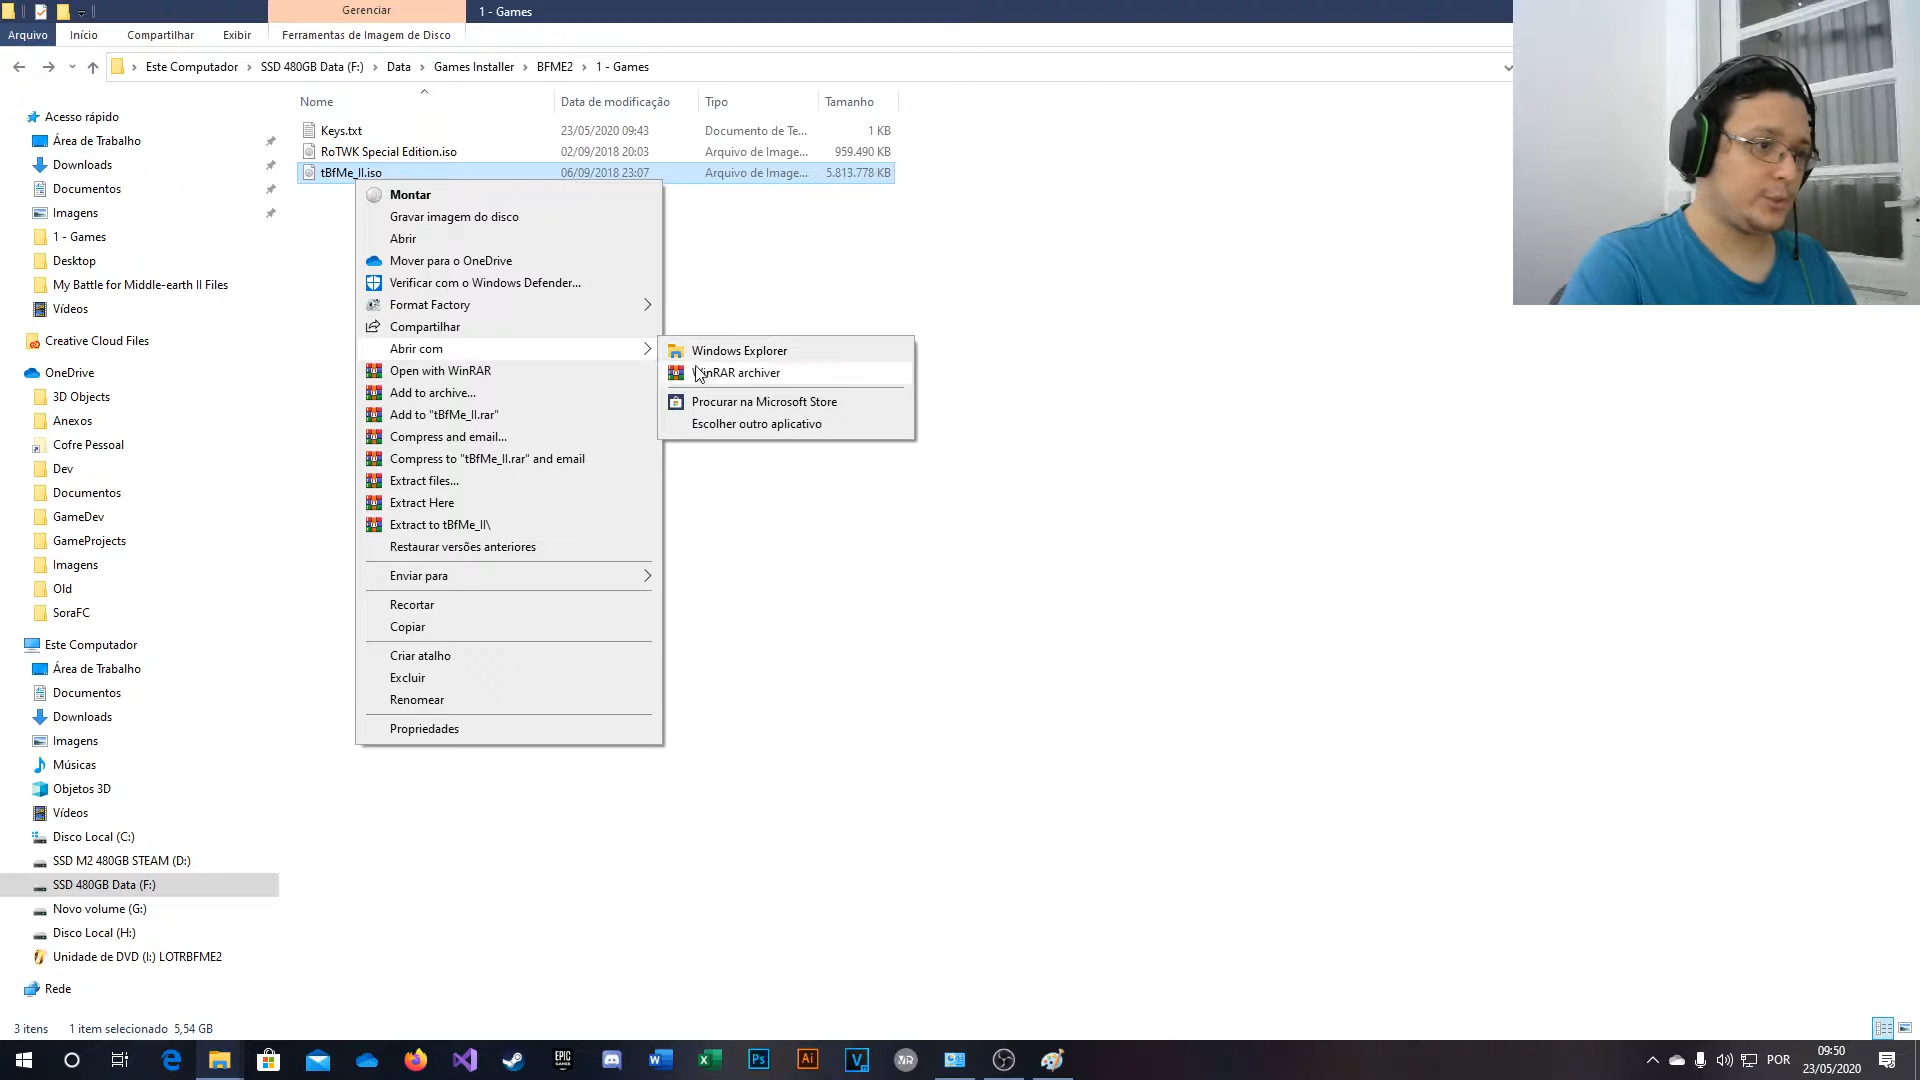 Gerenciar
1 - Games
Arquivo
Início
Compartilhar
Exibir
Ferramentas de Imagem de Disco
Este Computador
SSD 480GB Data (F:)
Data
Games Installer
BFME2
1 - Games
Nome
Data de modificação
Tipo
Tamanho
Keys.txt
23/05/2020 09:43
Documento de Te...
1 KB
RoTWK Special Edition.iso
02/09/2018 20:03
Arquivo de Image...
959.490 KB
tBfMe_II.iso
06/09/2018 23:07
Arquivo de Image...
5.813.778 KB
Acesso rápido
Área de Trabalho
Downloads
Documentos
Imagens
1 - Games
Desktop
My Battle for Middle-earth II Files
Vídeos
Creative Cloud Files
OneDrive
3D Objects
Anexos
Cofre Pessoal
Dev
Documentos
GameDev
GameProjects
Imagens
Old
SoraFC
Este Computador
Área de Trabalho
Documentos
Downloads
Imagens
Músicas
Objetos 3D
Vídeos
Disco Local (C:)
SSD M2 480GB STEAM (D:)
SSD 480GB Data (F:)
Novo volume (G:)
Disco Local (H:)
Unidade de DVD (I:) LOTRBFME2
Rede
Montar
Gravar imagem do disco
Abrir
Mover para o OneDrive
Verificar com o Windows Defender...
Format Factory
Compartilhar
Abrir com
Open with WinRAR
Add to archive...
Add to "tBfMe_II.rar"
Compress and email...
Compress to "tBfMe_II.rar" and email
Extract files...
Extract Here
Extract to tBfMe_II\
Restaurar versões anteriores
Enviar para
Recortar
Copiar
Criar atalho
Excluir
Renomear
Propriedades
Windows Explorer
WinRAR archiver
Procurar na Microsoft Store
Escolher outro aplicativo
3 itens
1 item selecionado 5,54 GB
EPIC GAMES
Ps
Ai
POR
09:50
23/05/2020